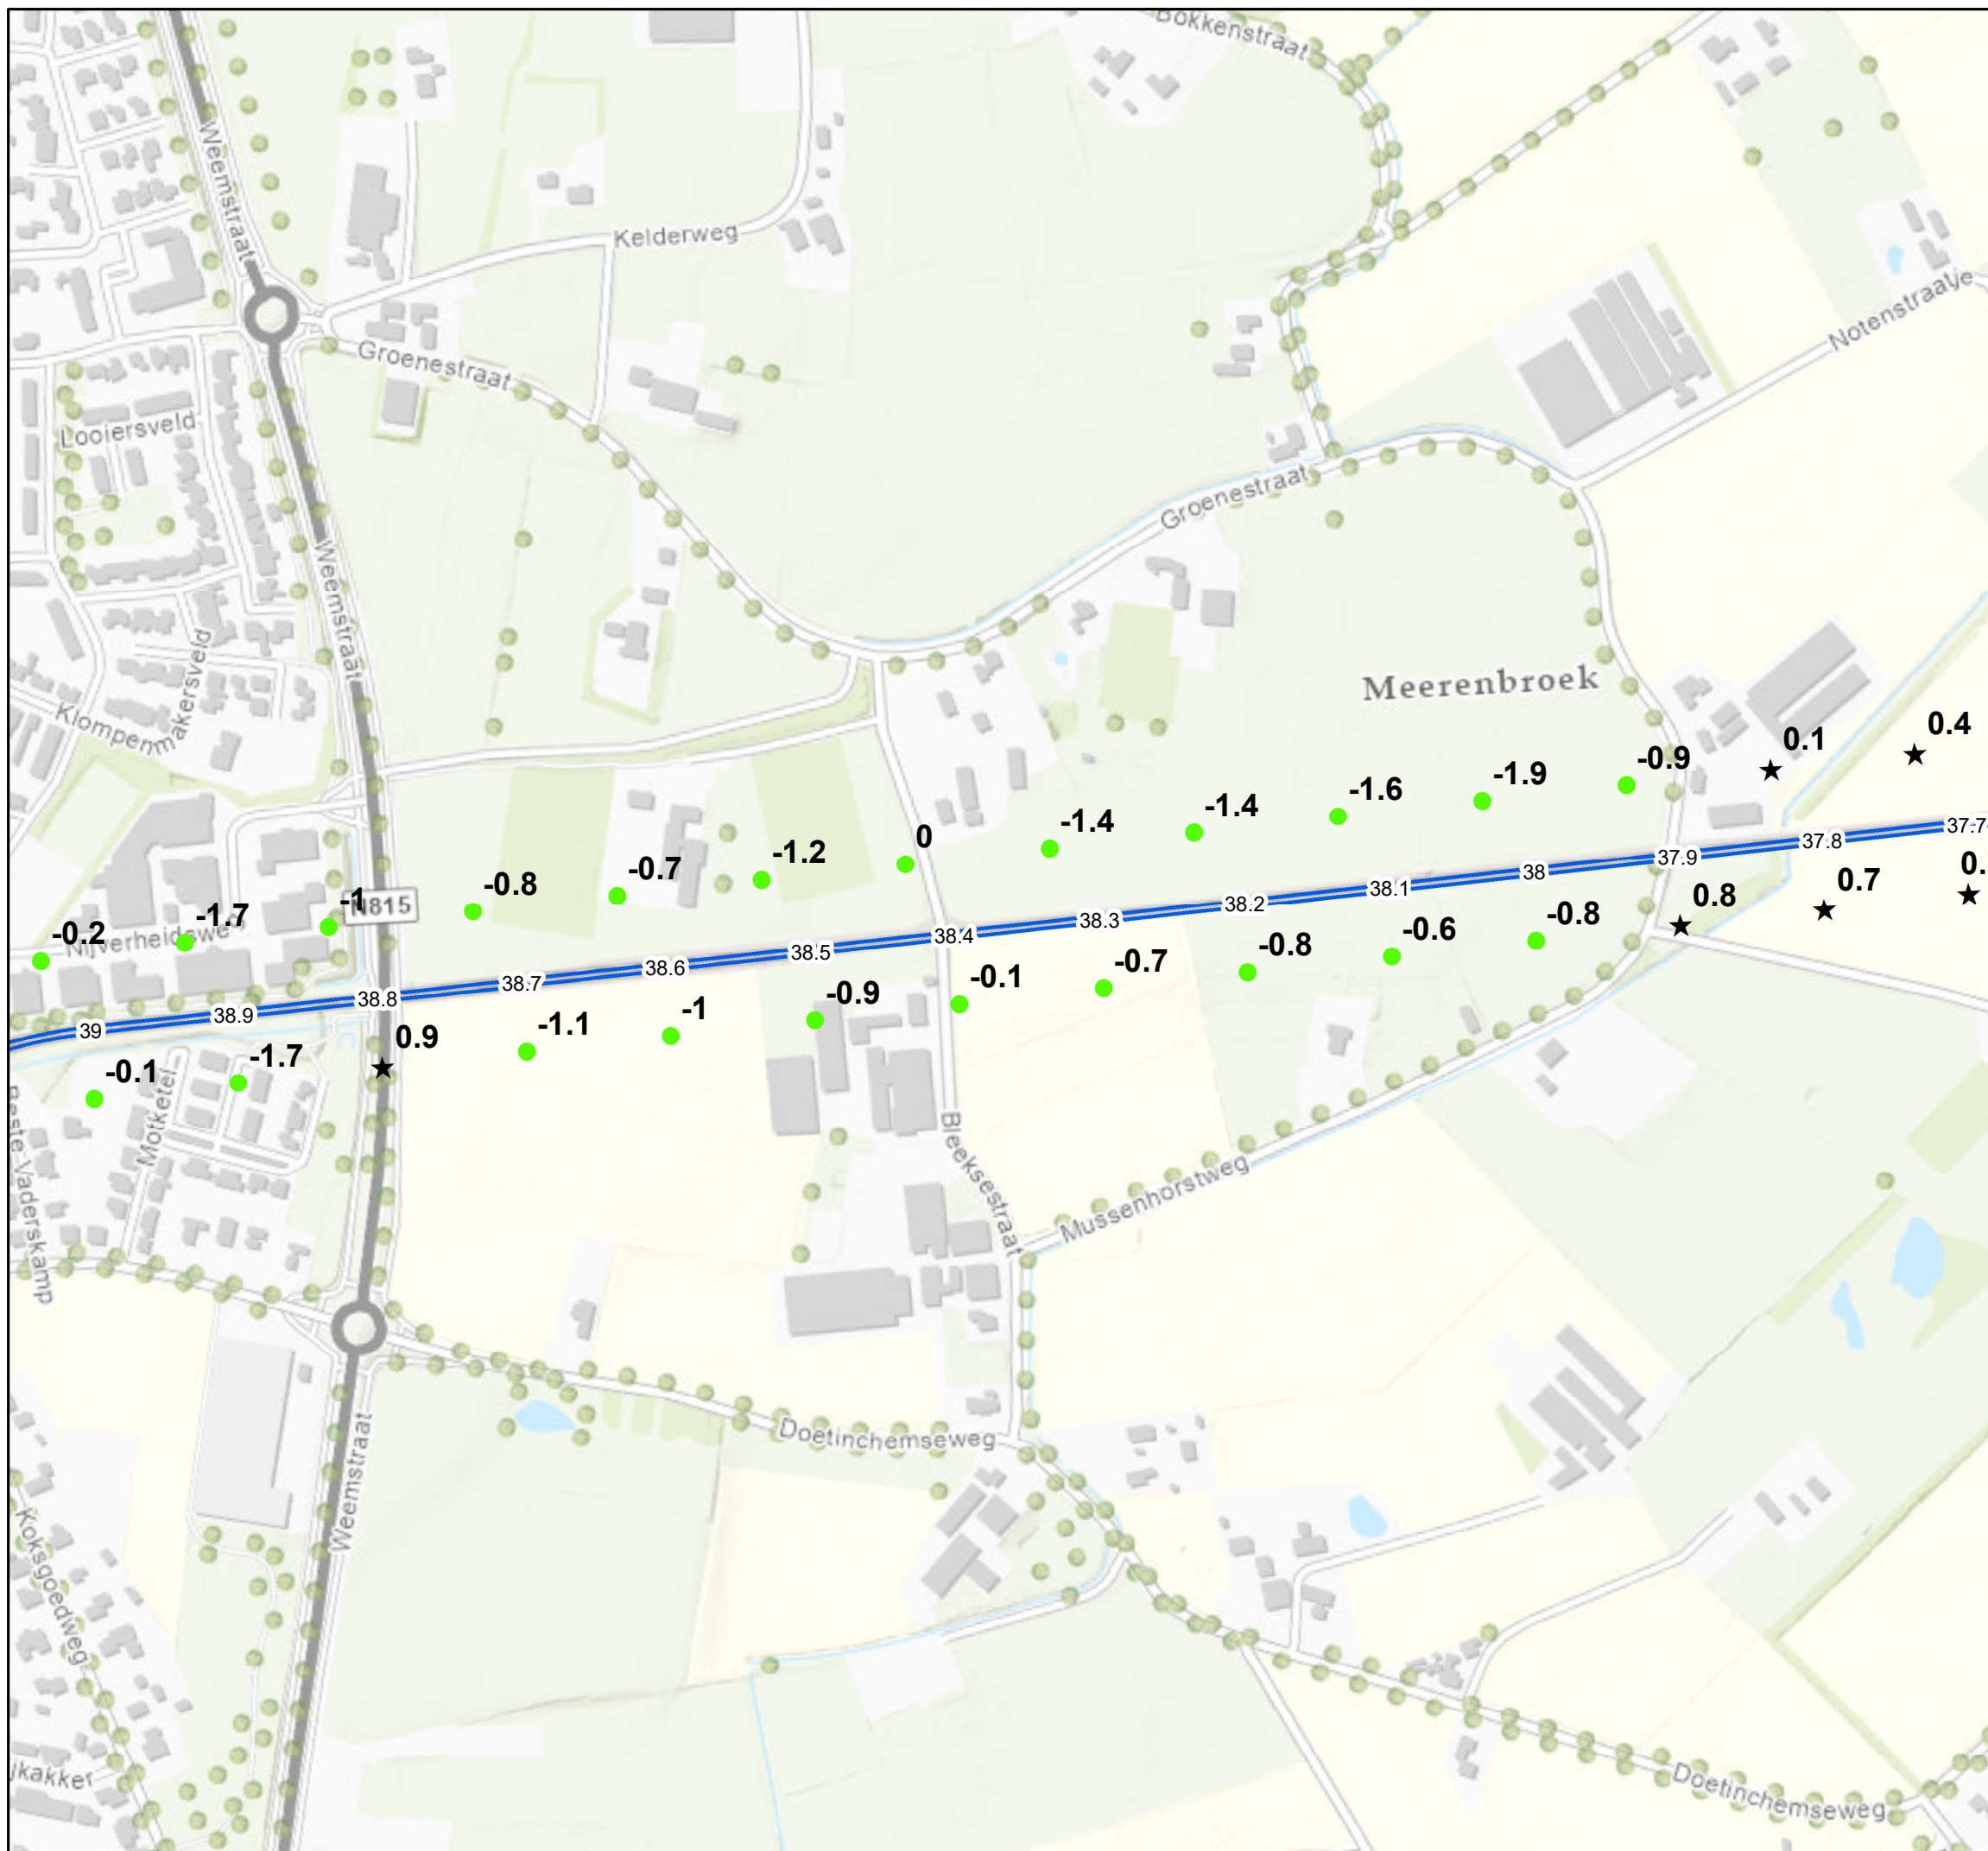 Bokkenstraat
Weemstraat
Kelderweg
Notenstraatje
Groenestraat
Looiersveld
Groenestraat
Weemstraat
Klompenmakersveld
Meerenbroek
0.4
0.1
-0.9
-1.9
-1.6
-1.4
-1.4
0
-1.2
-0.7
-0.8
-1
-1.7
-0.2
N815
Nijverheidsweg
37.7
37.8
37.9
38
38.1
38.2
38.3
38.4
38.5
38.6
38.7
38.8
38.9
39
0.
0.7
0.8
-0.8
-0.6
-0.8
-0.7
-0.1
-0.9
-1
-1.1
0.9
-1.7
-0.1
Motketel
Beste Vaderskamp
Bleeksestraat
Mussenhorstweg
Doetinchemseweg
Weemstraat
Koksgoedweg
jkakker
Doetinchemseweg